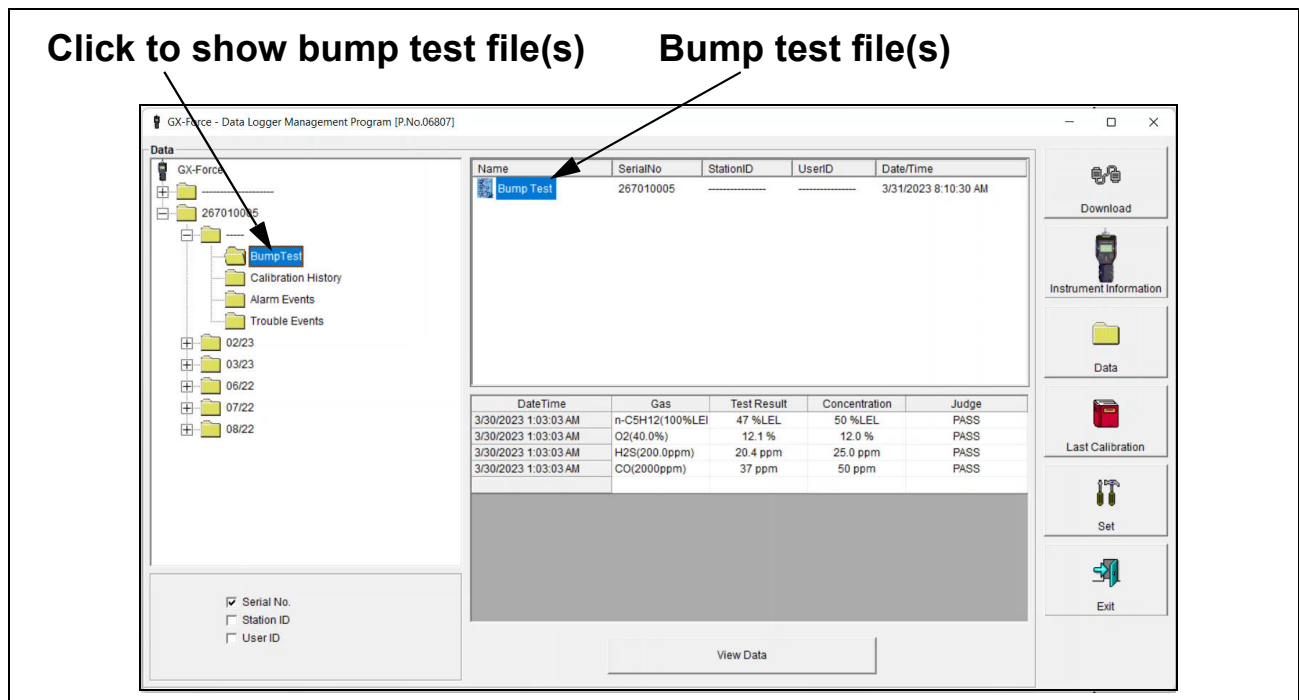 Click to show bump test file(s) Bump test file(s)
GX-Force - Data Logger Management Program [P.No.06807]
Data
GX-Force
------------------
267010005
-----
BumpTest
Calibration History
Alarm Events
Trouble Events
02/23
03/23
06/22
07/22
08/22
Serial No.
Station ID
User ID
Name SerialNo StationID UserID Date/Time
Bump Test 267010005 ---------------- ---------------- 3/31/2023 8:10:30 AM
DateTime Gas Test Result Concentration Judge
3/30/2023 1:03:03 AM n-C5H12(100%LEI 47 %LEL 50 %LEL PASS
3/30/2023 1:03:03 AM O2(40.0%) 12.1 % 12.0 % PASS
3/30/2023 1:03:03 AM H2S(200.0ppm) 20.4 ppm 25.0 ppm PASS
3/30/2023 1:03:03 AM CO(2000ppm) 37 ppm 50 ppm PASS
View Data
Download
Instrument Information
Data
Last Calibration
Set
Exit